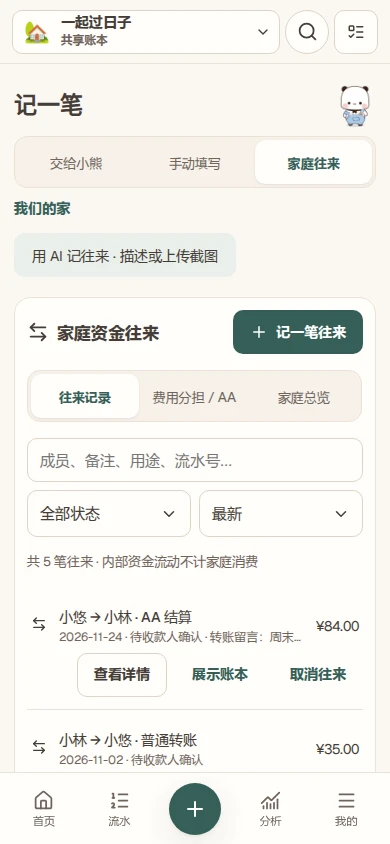 一起过日子
共享账本
记一笔
交给小熊
手动填写
家庭往来
我们的家
用 AI 记往来 · 描述或上传截图
家庭资金往来
记一笔往来
往来记录
费用分担 / AA
家庭总览
成员、备注、用途、流水号...
全部状态
最新
共 5 笔往来 · 内部资金流动不计家庭消费
小悠 → 小林 · AA 结算
¥84.00
2026-11-24 · 待收款人确认 · 转账留言：周末...
查看详情
展示账本
取消往来
小林 → 小悠 · 普通转账
¥35.00
2026-11-02 · 待收款人确认
首页
流水
分析
我的